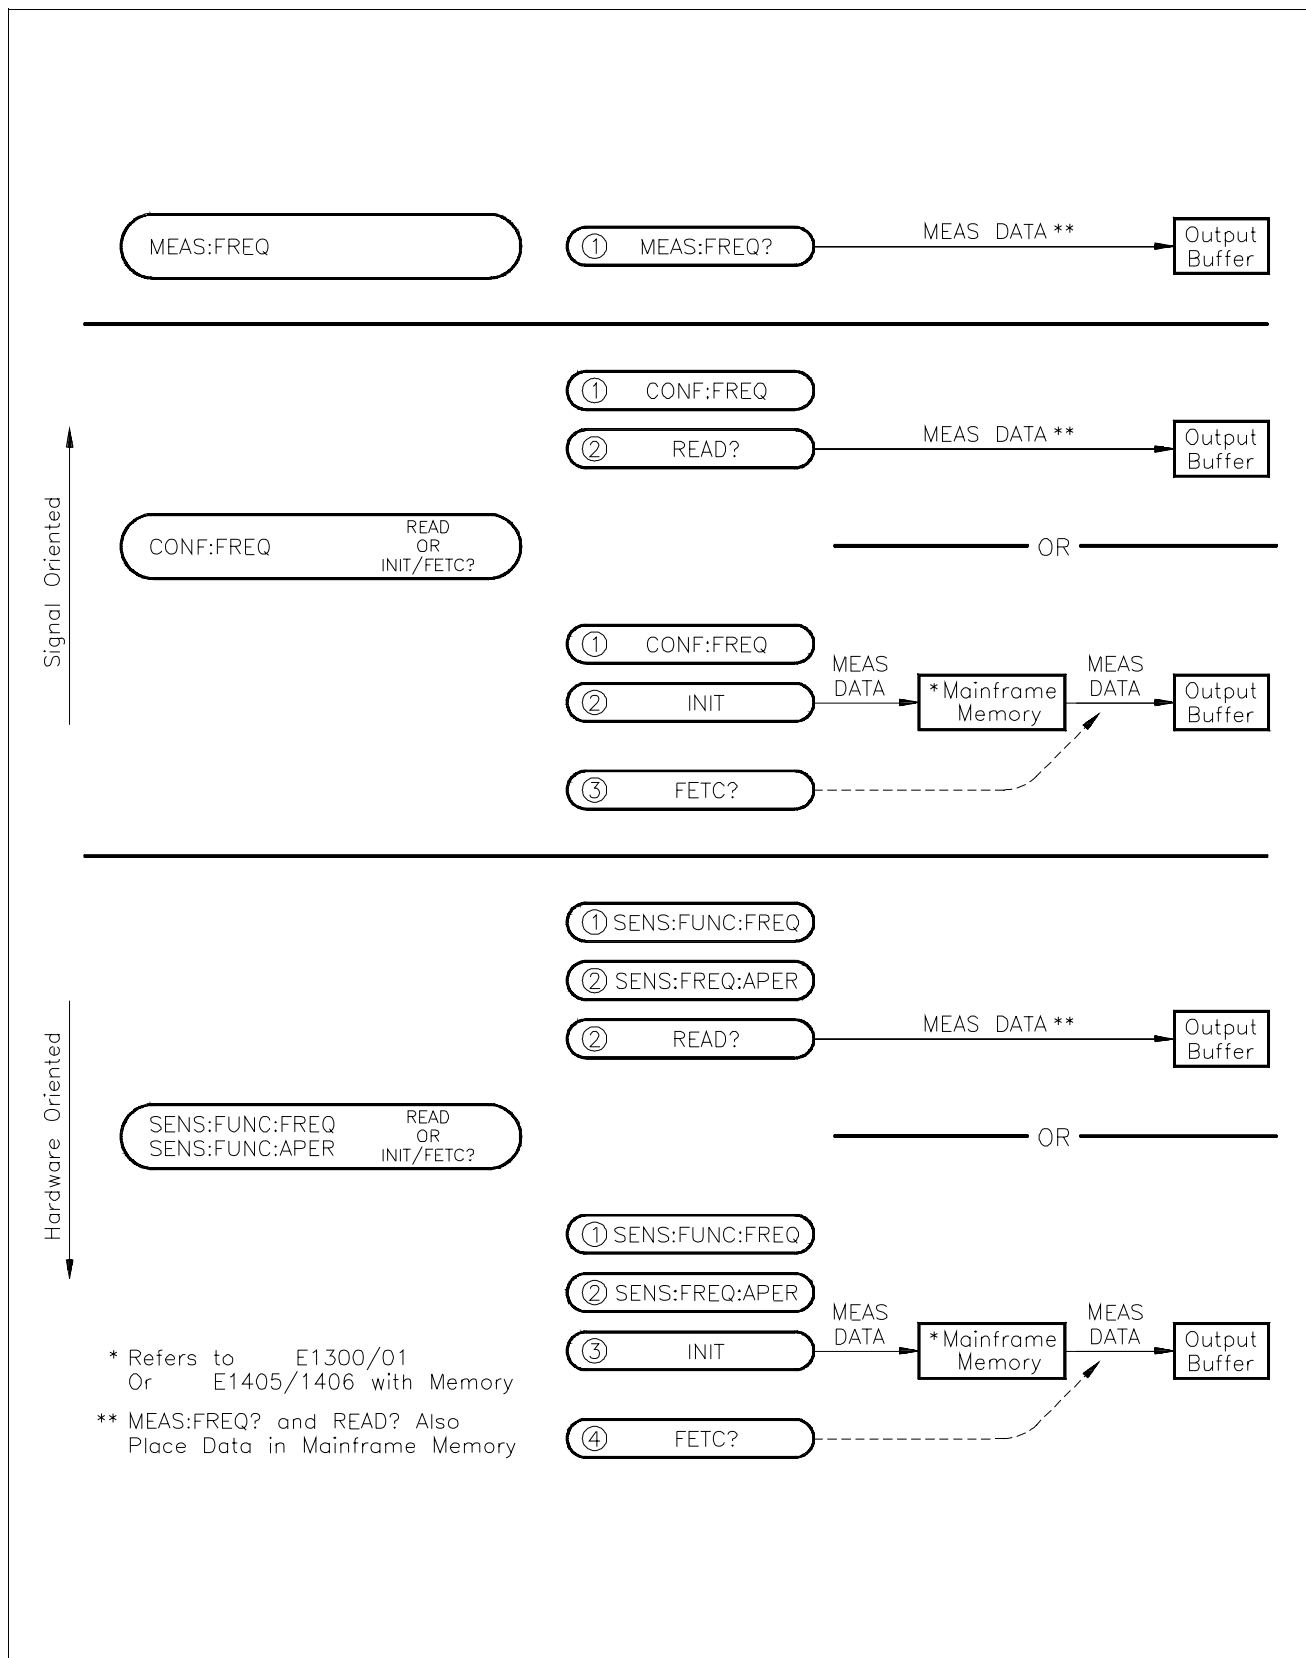 MEAS:FREQ
① MEAS:FREQ?
MEAS DATA **
Output
Buffer
Signal Oriented
CONF:FREQ
READ
OR
INIT/FETC?
① CONF:FREQ
② READ?
MEAS DATA **
Output
Buffer
OR
① CONF:FREQ
② INIT
MEAS
DATA
* Mainframe
Memory
MEAS
DATA
Output
Buffer
③ FETC?
Hardware Oriented
SENS:FUNC:FREQ
SENS:FUNC:APER
READ
OR
INIT/FETC?
① SENS:FUNC:FREQ
② SENS:FREQ:APER
② READ?
MEAS DATA **
Output
Buffer
OR
① SENS:FUNC:FREQ
② SENS:FREQ:APER
③ INIT
MEAS
DATA
* Mainframe
Memory
MEAS
DATA
Output
Buffer
④ FETC?
* Refers to E1300/01
Or E1405/1406 with Memory
** MEAS:FREQ? and READ? Also
Place Data in Mainframe Memory